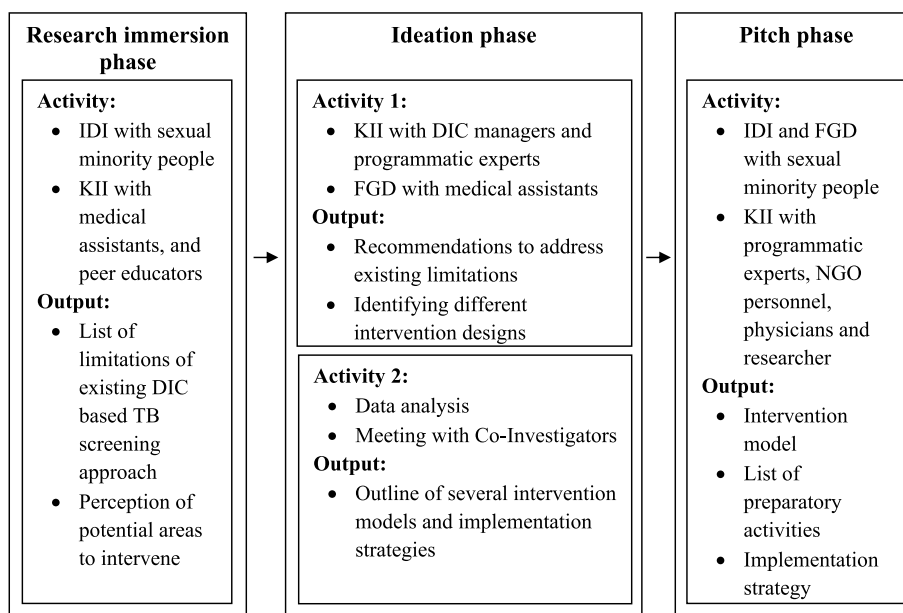 Research immersion
phase
Activity:
• IDI with sexual
minority people
• KII with
medical
assistants, and
peer educators
Output:
• List of
limitations of
existing DIC
based TB
screening
approach
• Perception of
potential areas
to intervene
Ideation phase
Activity 1:
• KII with DIC managers and
programmatic experts
• FGD with medical assistants
Output:
• Recommendations to address
existing limitations
• Identifying different
intervention designs
Activity 2:
• Data analysis
• Meeting with Co-Investigators
Output:
• Outline of several intervention
models and implementation
strategies
Pitch phase
Activity:
• IDI and FGD
with sexual
minority people
• KII with
programmatic
experts, NGO
personnel,
physicians and
researcher
Output:
• Intervention
model
• List of
preparatory
activities
• Implementation
strategy